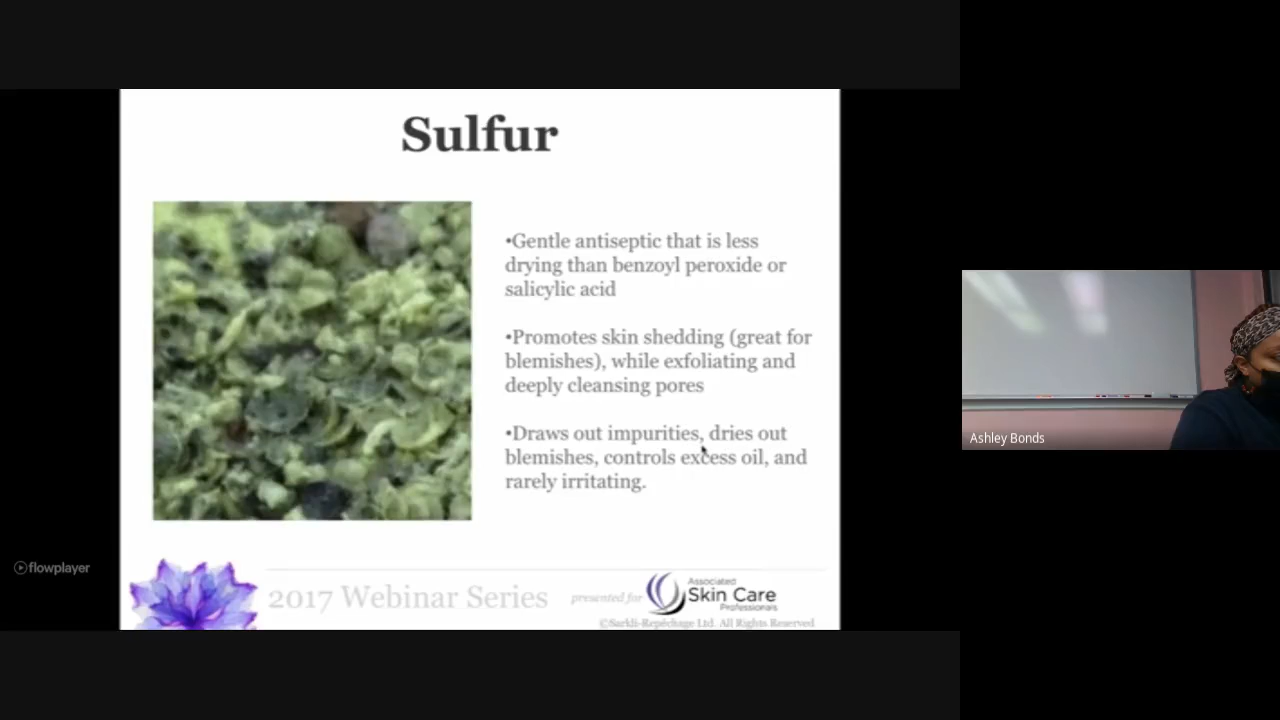 Sulfur
•Gentle antiseptic that is less
drying than benzoyl peroxide or
salicylic acid
•Promotes skin shedding (great for
blemishes), while exfoliating and
deeply cleansing pores
•Draws out impurities, dries out
blemishes, controls excess oil, and
rarely irritating.
flowplayer
2017 Webinar Series
presented for
Associated
Skin Care
Professionals
©Sarkli-Repéchage Ltd. All Rights Reserved
Ashley Bonds